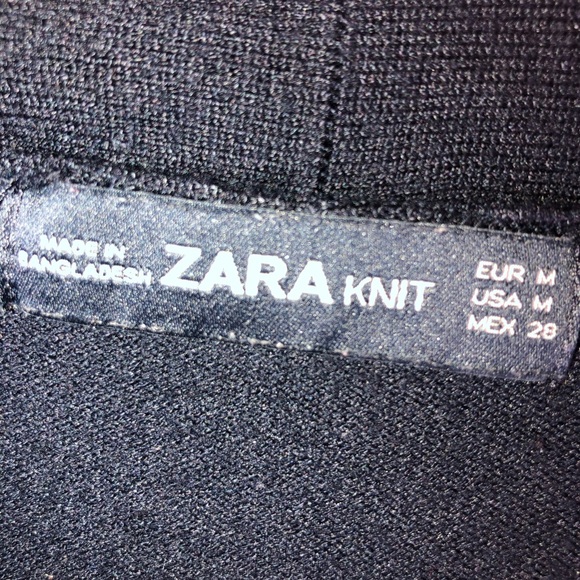 MADE IN
BANGLADESH
ZARA KNIT
EUR M
USA M
MEX 28